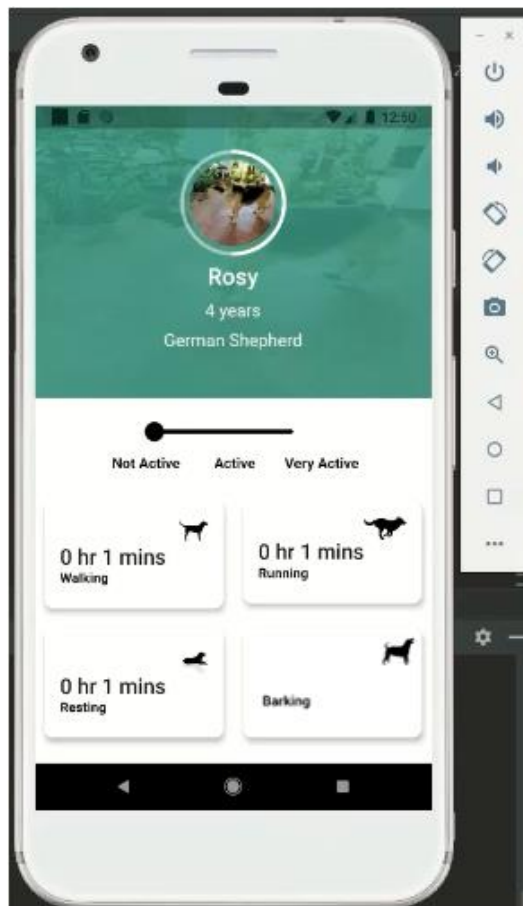 12:50
Rosy
4 years
German Shepherd
Not Active Active Very Active
0 hr 1 mins
Walking
0 hr 1 mins
Running
0 hr 1 mins
Resting
Barking